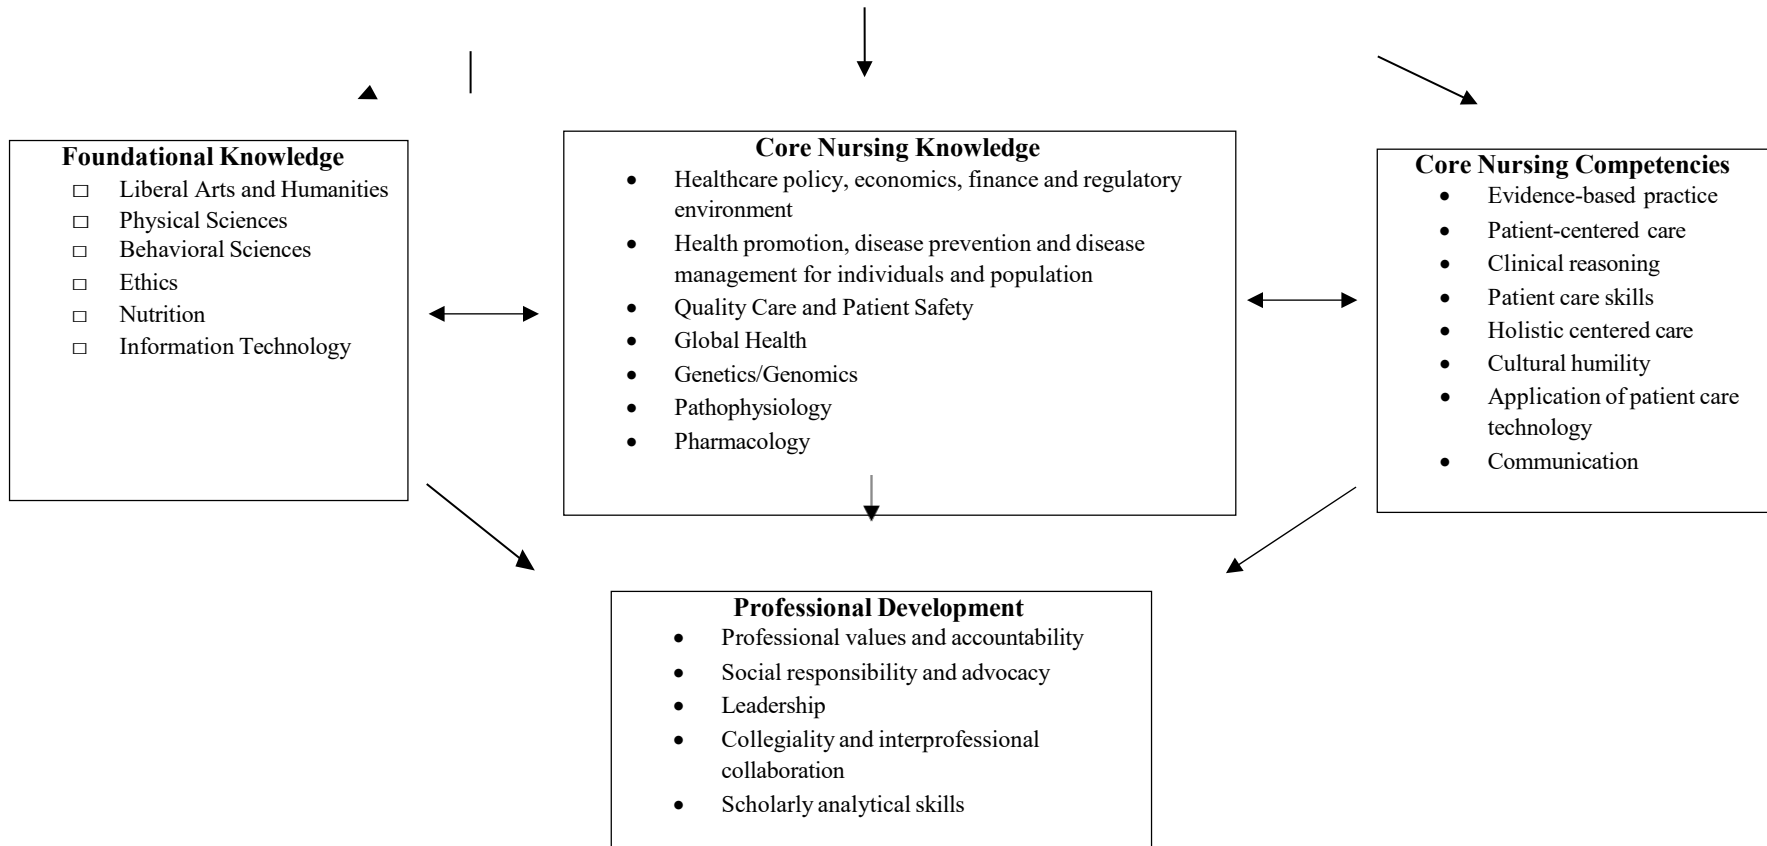 Foundational Knowledge
□ Liberal Arts and Humanities
□ Physical Sciences
□ Behavioral Sciences
□ Ethics
□ Nutrition
□ Information Technology
Core Nursing Knowledge
• Healthcare policy, economics, finance and regulatory
environment
• Health promotion, disease prevention and disease
management for individuals and population
• Quality Care and Patient Safety
• Global Health
• Genetics/Genomics
• Pathophysiology
• Pharmacology
Core Nursing Competencies
• Evidence-based practice
• Patient-centered care
• Clinical reasoning
• Patient care skills
• Holistic centered care
• Cultural humility
• Application of patient care
technology
• Communication
Professional Development
• Professional values and accountability
• Social responsibility and advocacy
• Leadership
• Collegiality and interprofessional
collaboration
• Scholarly analytical skills